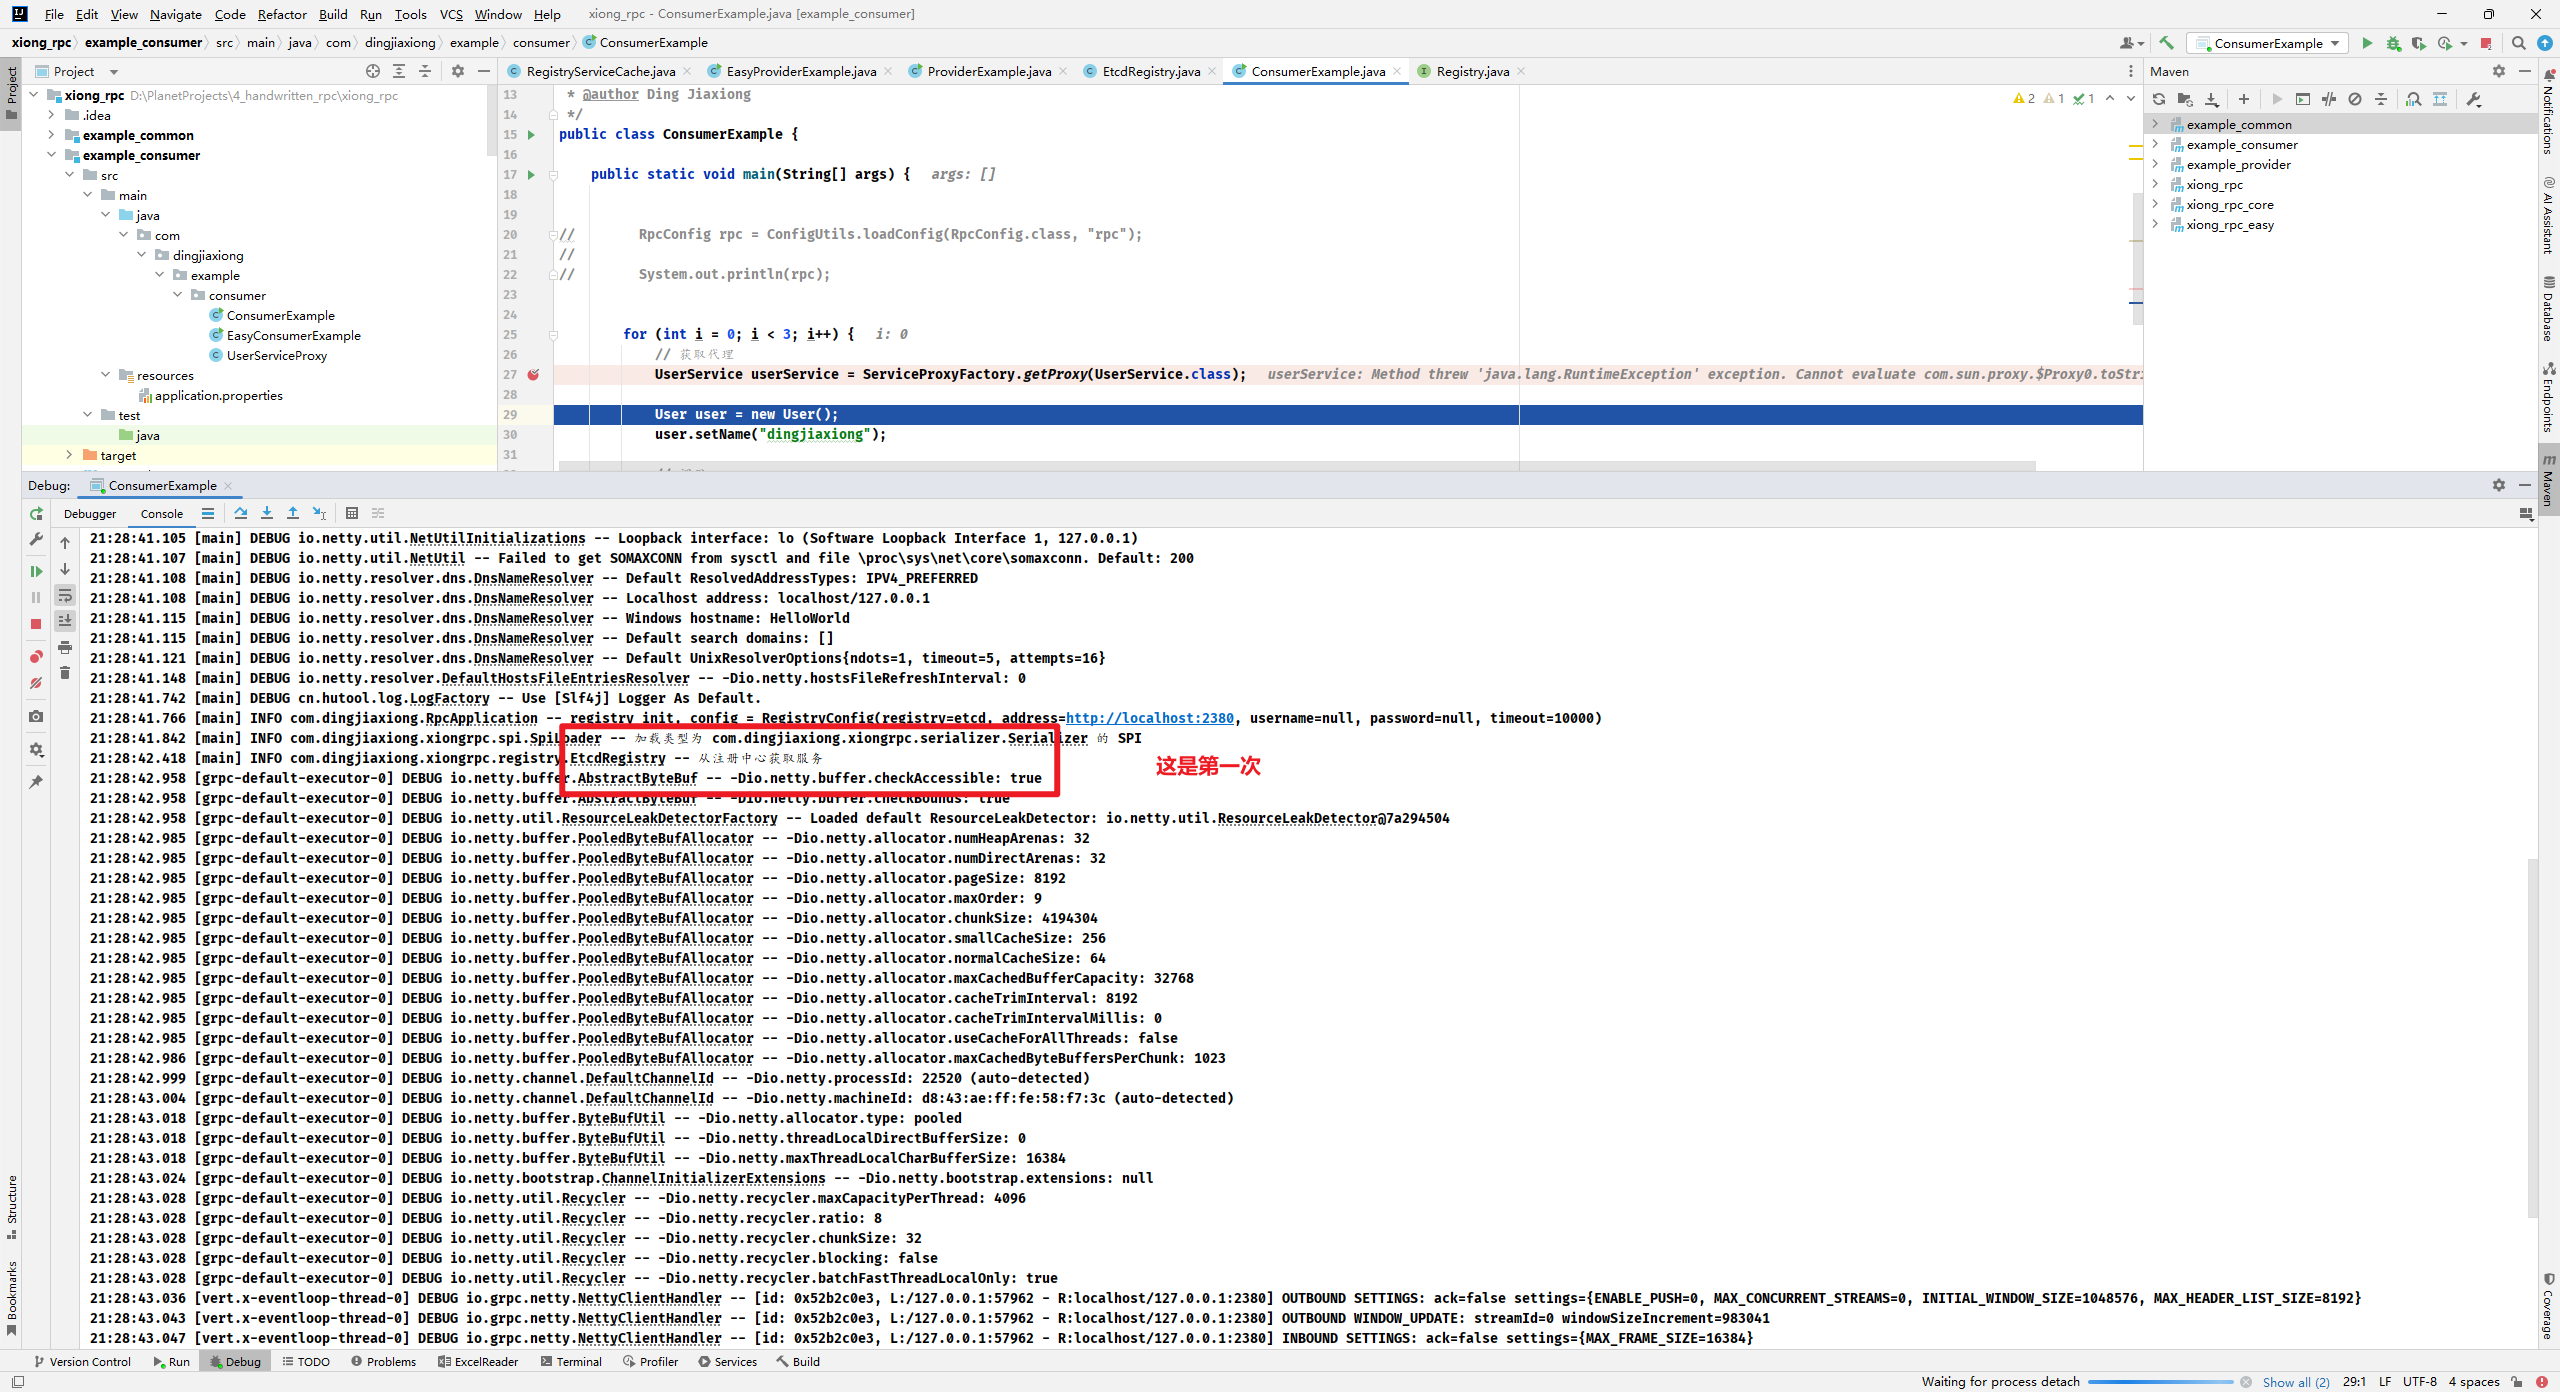 File Edit View Navigate Code Refactor Build Run Tools VCS Window Help xiong_rpc - ConsumerExample.java [example_consumer]
xiong_rpc example_consumer src main java com dingjiaxiong example consumer ConsumerExample
ConsumerExample
Project
RegistryServiceCache.java EasyProviderExample.java ProviderExample.java EtcdRegistry.java ConsumerExample.java Registry.java
Maven
Project
xiong_rpc D:\PlanetProjects\4_handwritten_rpc\xiong_rpc
.idea
example_common
example_consumer
src
main
java
com
dingjiaxiong
example
consumer
ConsumerExample
EasyConsumerExample
UserServiceProxy
resources
application.properties
test
java
target
2 1 1
13 * @author Ding Jiaxiong
14 */
15 public class ConsumerExample {
16
17 public static void main(String[] args) { args: []
18
19
20 // RpcConfig rpc = ConfigUtils.loadConfig(RpcConfig.class, "rpc");
21 //
22 // System.out.println(rpc);
23
24
25 for (int i = 0; i < 3; i++) { i: 0
26 // 获取代理
27 UserService userService = ServiceProxyFactory.getProxy(UserService.class); userService: Method threw 'java.lang.RuntimeException' exception. Cannot evaluate com.sun.proxy.$Proxy0.toStri
28
29 User user = new User();
30 user.setName("dingjiaxiong");
31
example_common
example_consumer
example_provider
xiong_rpc
xiong_rpc_core
xiong_rpc_easy
Notifications
AI Assistant
Database
Endpoints
Maven
Coverage
Debug: ConsumerExample
Debugger Console
21:28:41.105 [main] DEBUG io.netty.util.NetUtilInitializations -- Loopback interface: lo (Software Loopback Interface 1, 127.0.0.1)
21:28:41.107 [main] DEBUG io.netty.util.NetUtil -- Failed to get SOMAXCONN from sysctl and file \proc\sys\net\core\somaxconn. Default: 200
21:28:41.108 [main] DEBUG io.netty.resolver.dns.DnsNameResolver -- Default ResolvedAddressTypes: IPV4_PREFERRED
21:28:41.108 [main] DEBUG io.netty.resolver.dns.DnsNameResolver -- Localhost address: localhost/127.0.0.1
21:28:41.115 [main] DEBUG io.netty.resolver.dns.DnsNameResolver -- Windows hostname: HelloWorld
21:28:41.115 [main] DEBUG io.netty.resolver.dns.DnsNameResolver -- Default search domains: []
21:28:41.121 [main] DEBUG io.netty.resolver.dns.DnsNameResolver -- Default UnixResolverOptions{ndots=1, timeout=5, attempts=16}
21:28:41.148 [main] DEBUG io.netty.resolver.DefaultHostsFileEntriesResolver -- -Dio.netty.hostsFileRefreshInterval: 0
21:28:41.742 [main] DEBUG cn.hutool.log.LogFactory -- Use [Slf4j] Logger As Default.
21:28:41.766 [main] INFO com.dingjiaxiong.RpcApplication -- registry init, config = RegistryConfig(registry=etcd, address=http://localhost:2380, username=null, password=null, timeout=10000)
21:28:41.842 [main] INFO com.dingjiaxiong.xiongrpc.spi.SpiLoader -- 加载类型为 com.dingjiaxiong.xiongrpc.serializer.Serializer 的 SPI
21:28:42.418 [main] INFO com.dingjiaxiong.xiongrpc.registry.EtcdRegistry -- 从注册中心获取服务
这是第一次
21:28:42.958 [grpc-default-executor-0] DEBUG io.netty.buffer.AbstractByteBuf -- -Dio.netty.buffer.checkAccessible: true
21:28:42.958 [grpc-default-executor-0] DEBUG io.netty.buffer.AbstractByteBuf -- -Dio.netty.buffer.checkBounds: true
21:28:42.958 [grpc-default-executor-0] DEBUG io.netty.util.ResourceLeakDetectorFactory -- Loaded default ResourceLeakDetector: io.netty.util.ResourceLeakDetector@7a294504
21:28:42.985 [grpc-default-executor-0] DEBUG io.netty.buffer.PooledByteBufAllocator -- -Dio.netty.allocator.numHeapArenas: 32
21:28:42.985 [grpc-default-executor-0] DEBUG io.netty.buffer.PooledByteBufAllocator -- -Dio.netty.allocator.numDirectArenas: 32
21:28:42.985 [grpc-default-executor-0] DEBUG io.netty.buffer.PooledByteBufAllocator -- -Dio.netty.allocator.pageSize: 8192
21:28:42.985 [grpc-default-executor-0] DEBUG io.netty.buffer.PooledByteBufAllocator -- -Dio.netty.allocator.maxOrder: 9
21:28:42.985 [grpc-default-executor-0] DEBUG io.netty.buffer.PooledByteBufAllocator -- -Dio.netty.allocator.chunkSize: 4194304
21:28:42.985 [grpc-default-executor-0] DEBUG io.netty.buffer.PooledByteBufAllocator -- -Dio.netty.allocator.smallCacheSize: 256
21:28:42.985 [grpc-default-executor-0] DEBUG io.netty.buffer.PooledByteBufAllocator -- -Dio.netty.allocator.normalCacheSize: 64
21:28:42.985 [grpc-default-executor-0] DEBUG io.netty.buffer.PooledByteBufAllocator -- -Dio.netty.allocator.maxCachedBufferCapacity: 32768
21:28:42.985 [grpc-default-executor-0] DEBUG io.netty.buffer.PooledByteBufAllocator -- -Dio.netty.allocator.cacheTrimInterval: 8192
21:28:42.985 [grpc-default-executor-0] DEBUG io.netty.buffer.PooledByteBufAllocator -- -Dio.netty.allocator.cacheTrimIntervalMillis: 0
21:28:42.985 [grpc-default-executor-0] DEBUG io.netty.buffer.PooledByteBufAllocator -- -Dio.netty.allocator.useCacheForAllThreads: false
21:28:42.986 [grpc-default-executor-0] DEBUG io.netty.buffer.PooledByteBufAllocator -- -Dio.netty.allocator.maxCachedByteBuffersPerChunk: 1023
21:28:42.999 [grpc-default-executor-0] DEBUG io.netty.channel.DefaultChannelId -- -Dio.netty.processId: 22520 (auto-detected)
21:28:43.004 [grpc-default-executor-0] DEBUG io.netty.channel.DefaultChannelId -- -Dio.netty.machineId: d8:43:ae:ff:fe:58:f7:3c (auto-detected)
21:28:43.018 [grpc-default-executor-0] DEBUG io.netty.buffer.ByteBufUtil -- -Dio.netty.allocator.type: pooled
21:28:43.018 [grpc-default-executor-0] DEBUG io.netty.buffer.ByteBufUtil -- -Dio.netty.threadLocalDirectBufferSize: 0
21:28:43.018 [grpc-default-executor-0] DEBUG io.netty.buffer.ByteBufUtil -- -Dio.netty.maxThreadLocalCharBufferSize: 16384
21:28:43.024 [grpc-default-executor-0] DEBUG io.netty.bootstrap.ChannelInitializerExtensions -- -Dio.netty.bootstrap.extensions: null
21:28:43.028 [grpc-default-executor-0] DEBUG io.netty.util.Recycler -- -Dio.netty.recycler.maxCapacityPerThread: 4096
21:28:43.028 [grpc-default-executor-0] DEBUG io.netty.util.Recycler -- -Dio.netty.recycler.ratio: 8
21:28:43.028 [grpc-default-executor-0] DEBUG io.netty.util.Recycler -- -Dio.netty.recycler.chunkSize: 32
21:28:43.028 [grpc-default-executor-0] DEBUG io.netty.util.Recycler -- -Dio.netty.recycler.blocking: false
21:28:43.028 [grpc-default-executor-0] DEBUG io.netty.util.Recycler -- -Dio.netty.recycler.batchFastThreadLocalOnly: true
21:28:43.036 [vert.x-eventloop-thread-0] DEBUG io.grpc.netty.NettyClientHandler -- [id: 0x52b2c0e3, L:/127.0.0.1:57962 - R:localhost/127.0.0.1:2380] OUTBOUND SETTINGS: ack=false settings={ENABLE_PUSH=0, MAX_CONCURRENT_STREAMS=0, INITIAL_WINDOW_SIZE=1048576, MAX_HEADER_LIST_SIZE=8192}
21:28:43.043 [vert.x-eventloop-thread-0] DEBUG io.grpc.netty.NettyClientHandler -- [id: 0x52b2c0e3, L:/127.0.0.1:57962 - R:localhost/127.0.0.1:2380] OUTBOUND WINDOW_UPDATE: streamId=0 windowSizeIncrement=983041
21:28:43.047 [vert.x-eventloop-thread-0] DEBUG io.grpc.netty.NettyClientHandler -- [id: 0x52b2c0e3, L:/127.0.0.1:57962 - R:localhost/127.0.0.1:2380] INBOUND SETTINGS: ack=false settings={MAX_FRAME_SIZE=16384}
Structure
Bookmarks
Version Control Run Debug TODO Problems ExcelReader Terminal Profiler Services Build
Waiting for process detach Show all (2) 29:1 LF UTF-8 4 spaces